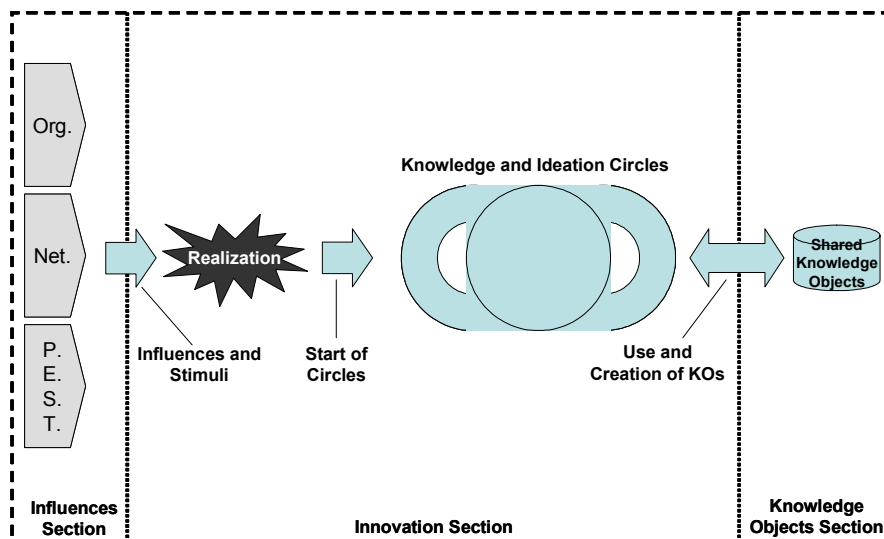 Org.
Net.
P.
E.
S.
T.
Influences and
Stimuli
Realization
Start of
Circles
Knowledge and Ideation Circles
Use and
Creation of KOs
Shared
Knowledge
Objects
Influences
Section
Innovation Section
Knowledge
Objects Section